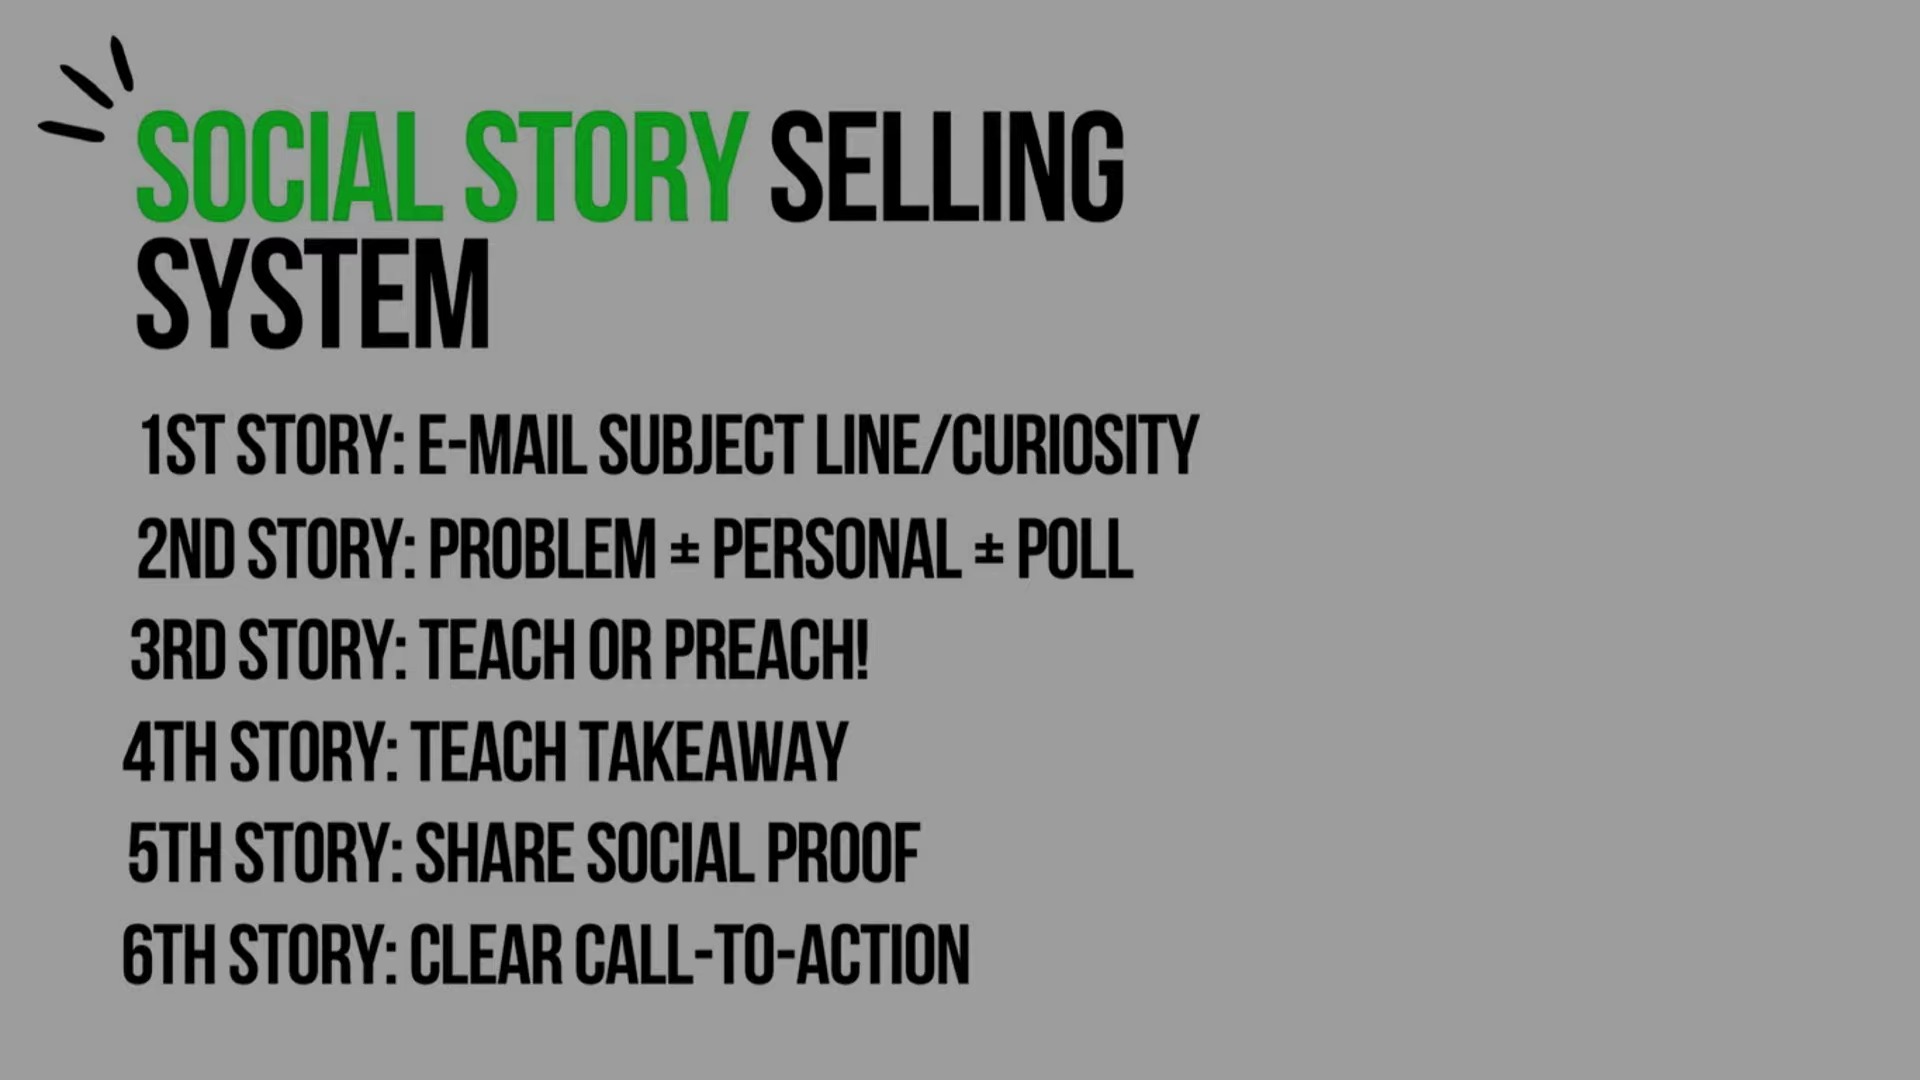 SOCIAL STORY SELLING
SYSTEM
1ST STORY: E-MAIL SUBJECT LINE/CURIOSITY
2ND STORY: PROBLEM ± PERSONAL ± POLL
3RD STORY: TEACH OR PREACH!
4TH STORY: TEACH TAKEAWAY
5TH STORY: SHARE SOCIAL PROOF
6TH STORY: CLEAR CALL-TO-ACTION